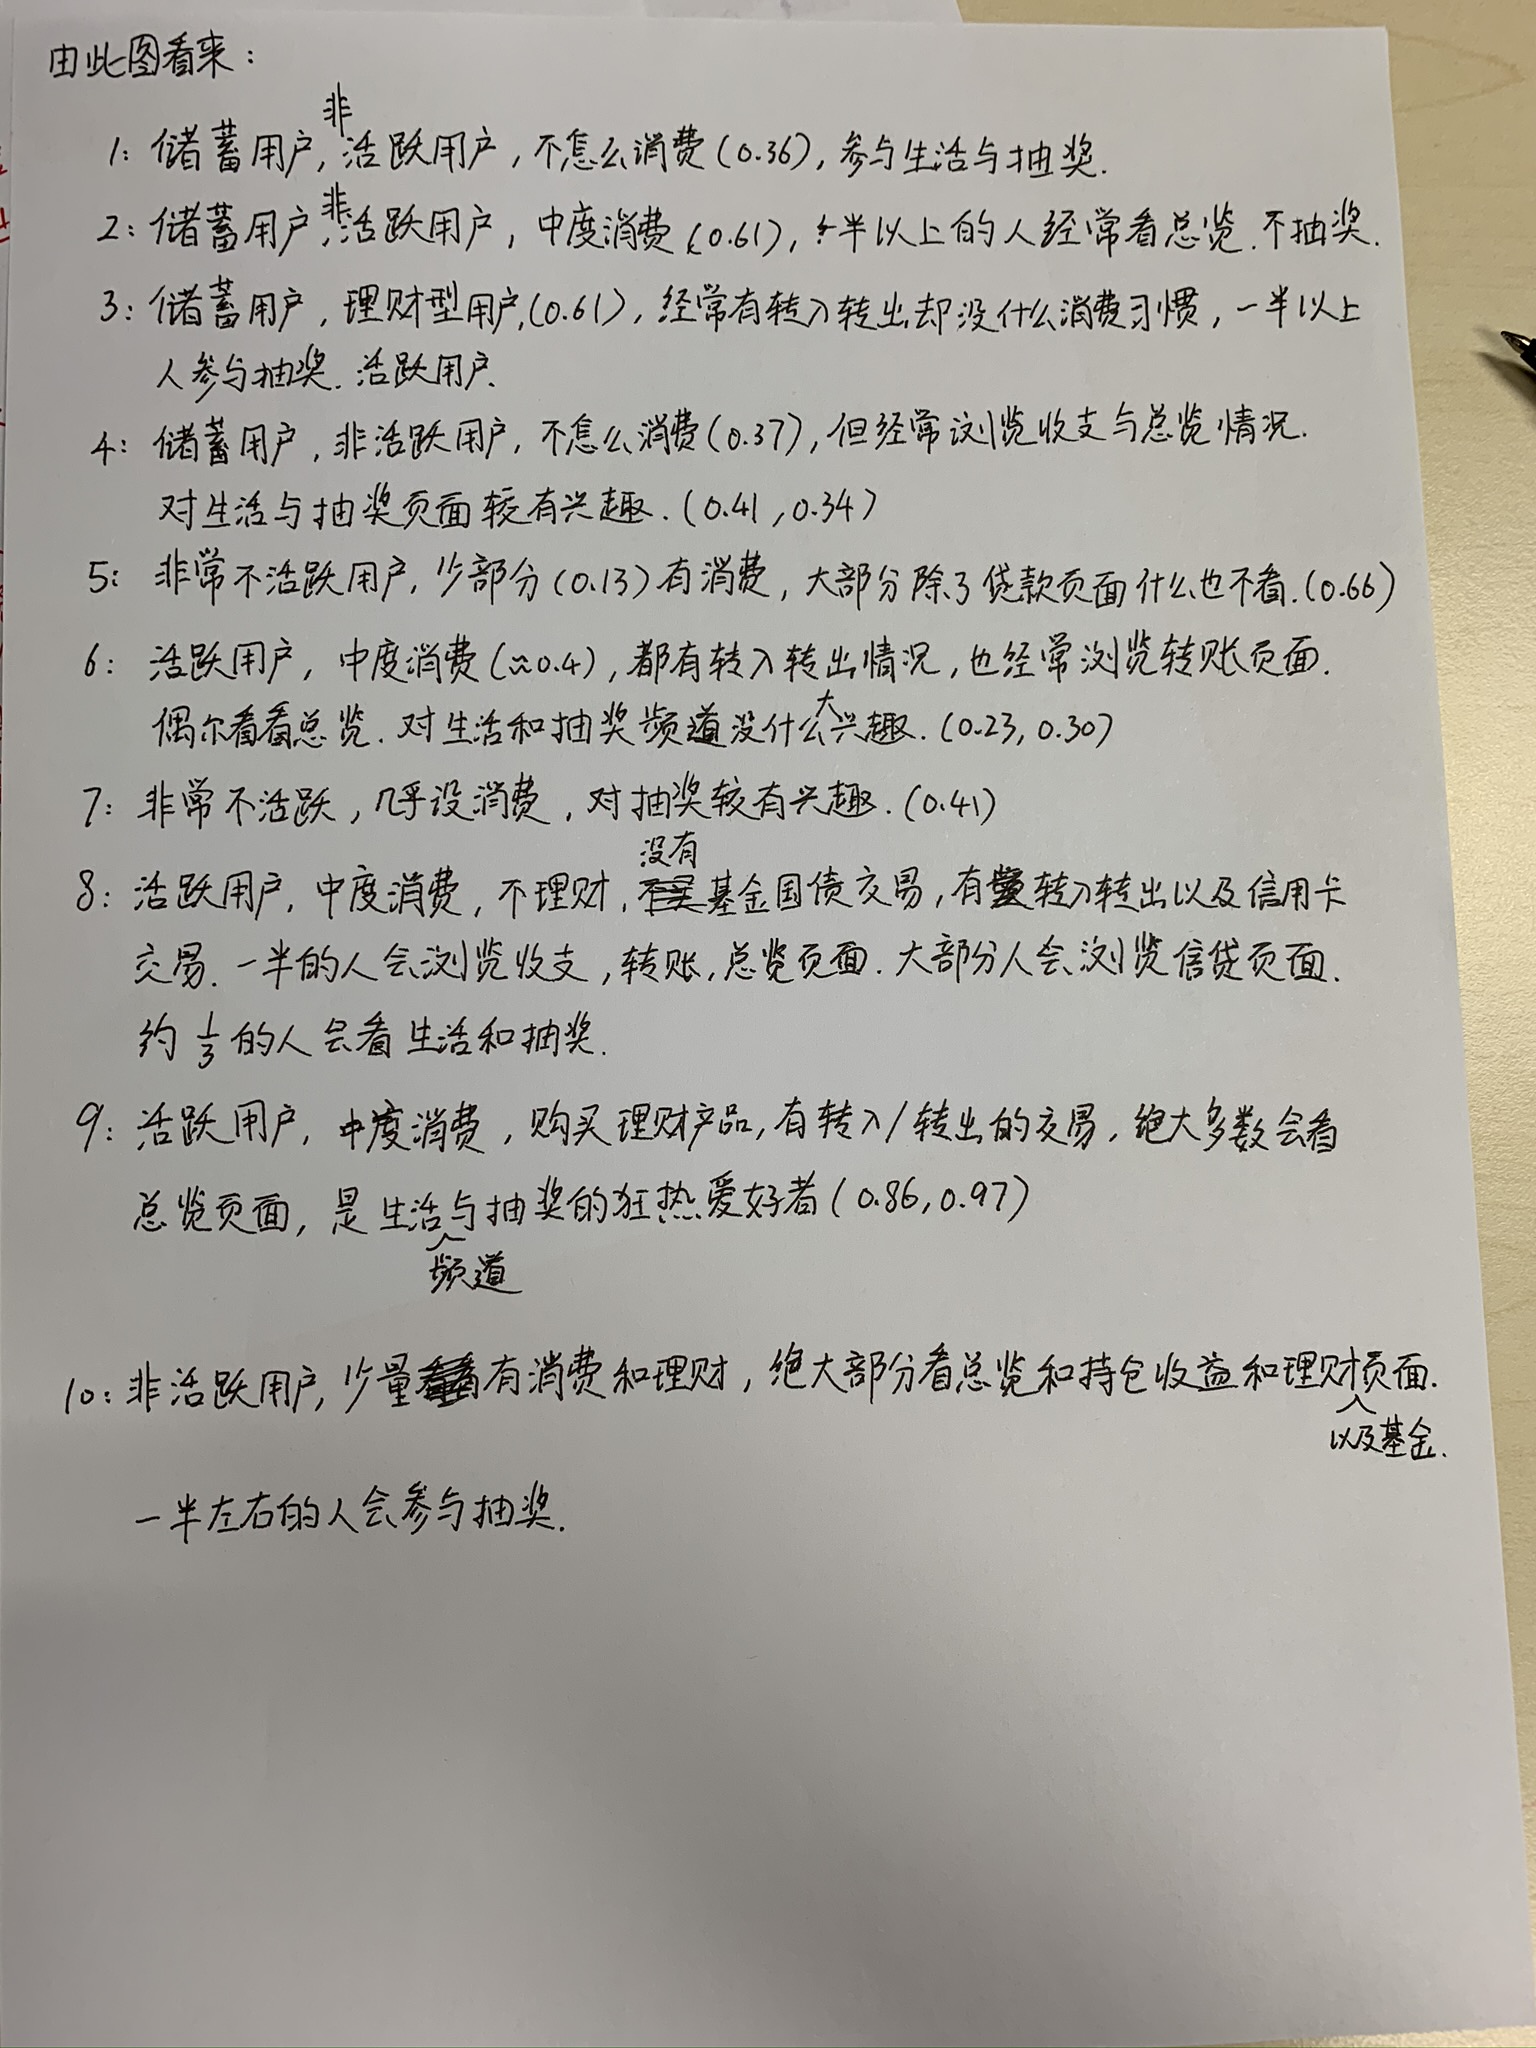 由此图看来:
1: 储蓄用户,非活跃用户,不怎么消费(0.36),参与生活与抽奖.
2: 储蓄用户,非活跃用户,中度消费(0.61),半以上的人经常看总览.不抽奖.
3: 储蓄用户,理财型用户,(0.61),经常有转入转出却没什么消费习惯,一半以上
人参与抽奖.活跃用户.
4: 储蓄用户,非活跃用户,不怎么消费(0.37),但经常浏览收支与总览情况.
对生活与抽奖页面较有兴趣.(0.41,0.34)
5: 非常不活跃用户,少部分(0.13)有消费,大部分除了贷款页面什么也不看.(0.66)
6: 活跃用户,中度消费(≈0.4),都有转入转出情况,也经常浏览转账页面.
偶尔看看总览.对生活和抽奖频道没什么大兴趣.(0.23,0.30)
7: 非常不活跃,几乎没消费,对抽奖较有兴趣.(0.41)
8: 活跃用户,中度消费,不理财,没有基金国债交易,有转入转出以及信用卡
交易.一半的人会浏览收支,转账,总览页面.大部分人会浏览信贷页面.
约1/3的人会看生活和抽奖.
9: 活跃用户,中度消费,购买理财产品,有转入/转出的交易,绝大多数会看
总览页面,是生活频道与抽奖的狂热爱好者(0.86,0.97)
10: 非活跃用户,少量有消费和理财,绝大部分看总览和持仓收益和理财以及基金页面.
一半左右的人会参与抽奖.